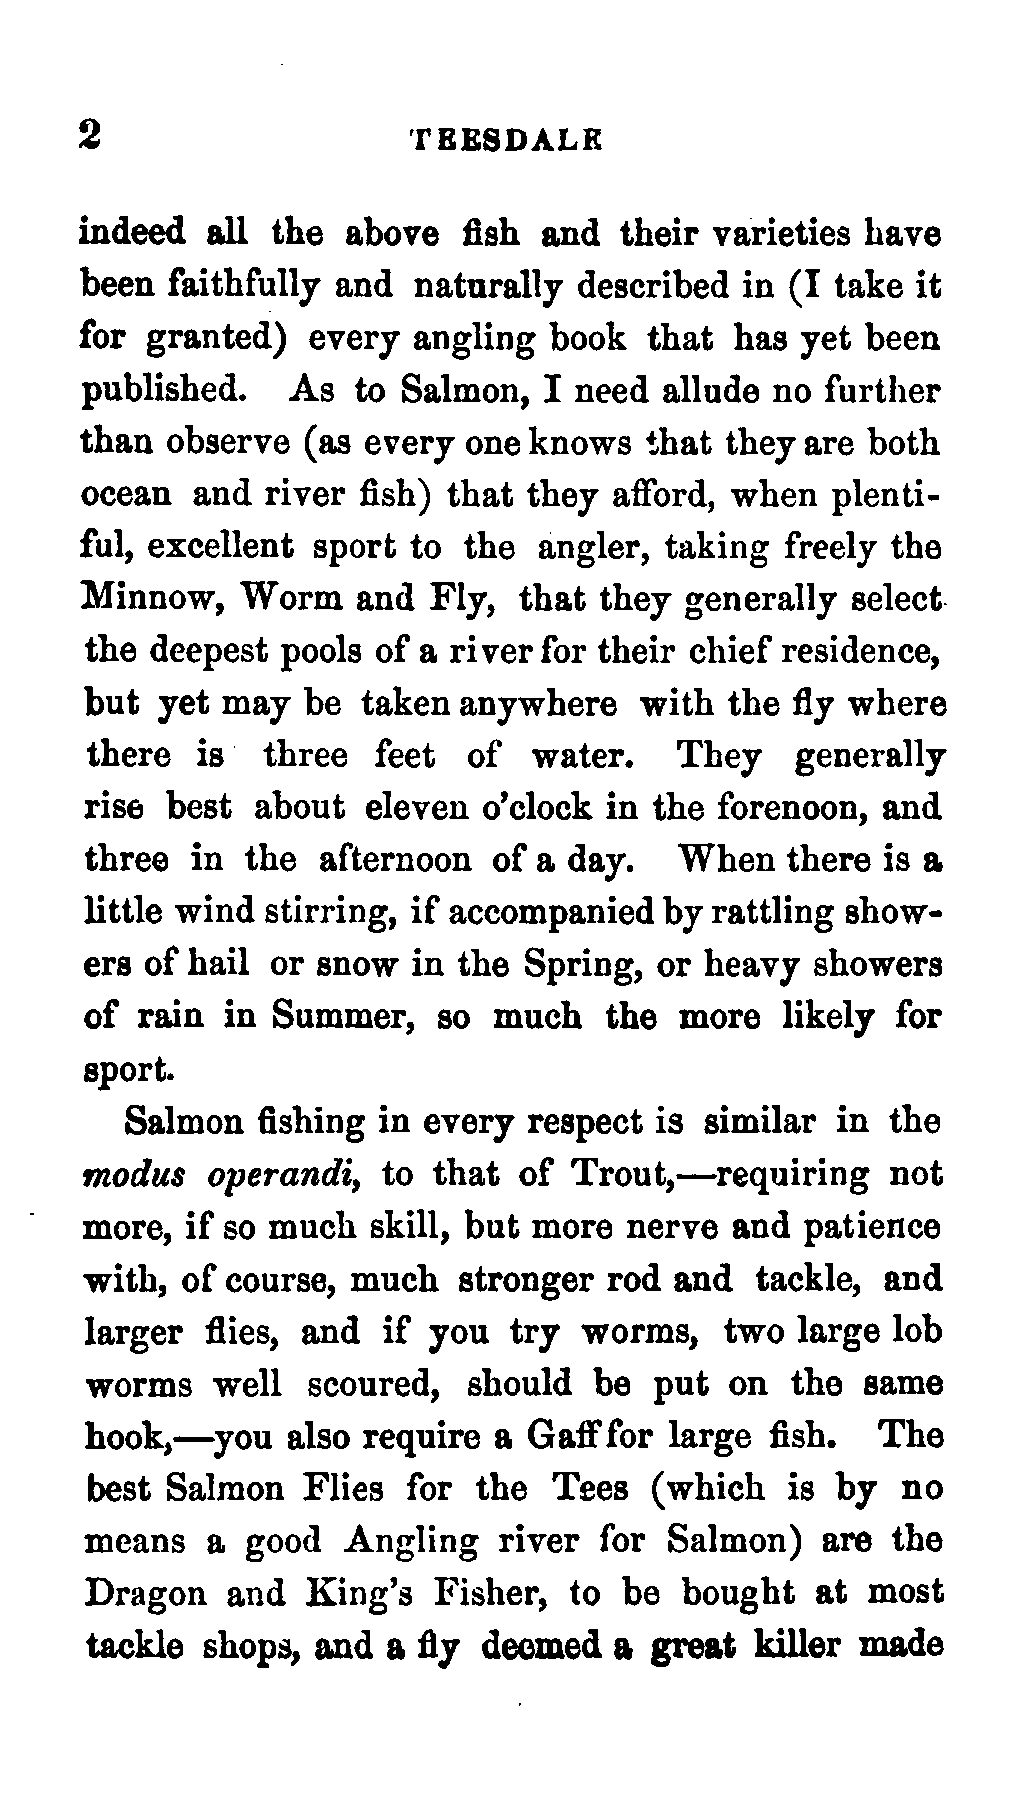 2 TEESDALE
indeed all the above fish and their varieties have
been faithfully and naturally described in (I take it
for granted) every angling book that has yet been
published. As to Salmon, I need allude no further
than observe (as every one knows that they are both
ocean and river fish) that they afford, when plenti-
ful, excellent sport to the angler, taking freely the
Minnow, Worm and Fly, that they generally select
the deepest pools of a river for their chief residence,
but yet may be taken anywhere with the fly where
there is three feet of water. They generally
rise best about eleven o'clock in the forenoon, and
three in the afternoon of a day. When there is a
little wind stirring, if accompanied by rattling show-
ers of hail or snow in the Spring, or heavy showers
of rain in Summer, so much the more likely for
sport.
Salmon fishing in every respect is similar in the
modus operandi, to that of Trout,—requiring not
more, if so much skill, but more nerve and patience
with, of course, much stronger rod and tackle, and
larger flies, and if you try worms, two large lob
worms well scoured, should be put on the same
hook,—you also require a Gaff for large fish. The
best Salmon Flies for the Tees (which is by no
means a good Angling river for Salmon) are the
Dragon and King's Fisher, to be bought at most
tackle shops, and a fly deemed a great killer made